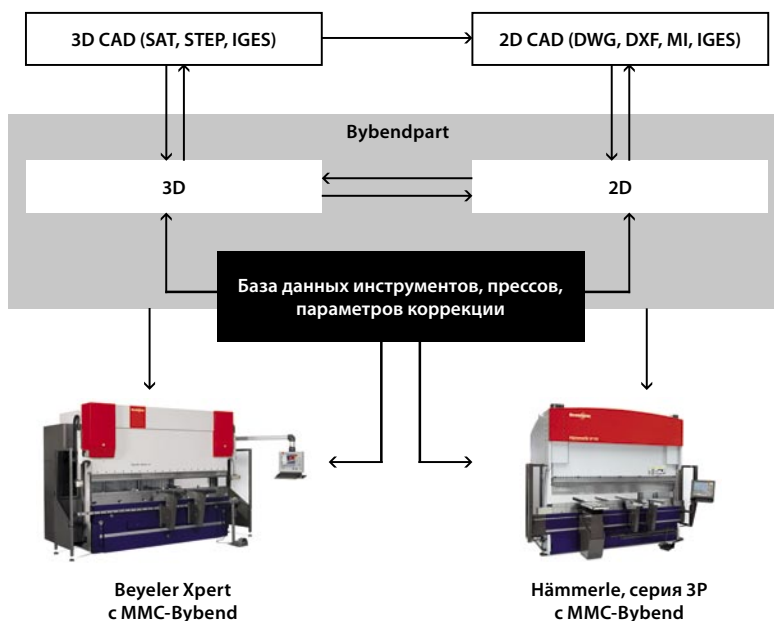 3D CAD (SAT, STEP, IGES)
2D CAD (DWG, DXF, MI, IGES)
Bybendpart
3D
2D
База данных инструментов, прессов,
параметров коррекции
Beyeler Xpert
с MMC-Bybend
Hämmerle, серия 3P
с MMC-Bybend